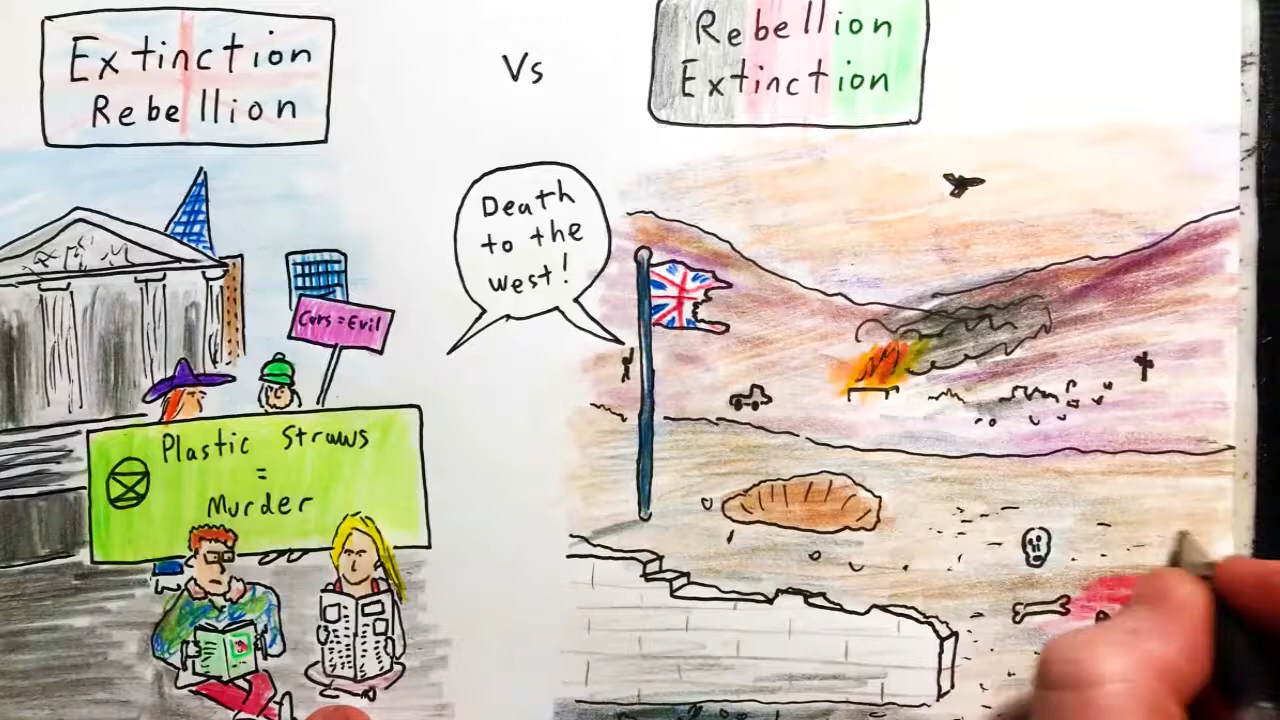 Extinction
Rebellion
Vs
Rebellion
Extinction
Death
to the
west!
Cars = Evil
Plastic Straws
=
Murder